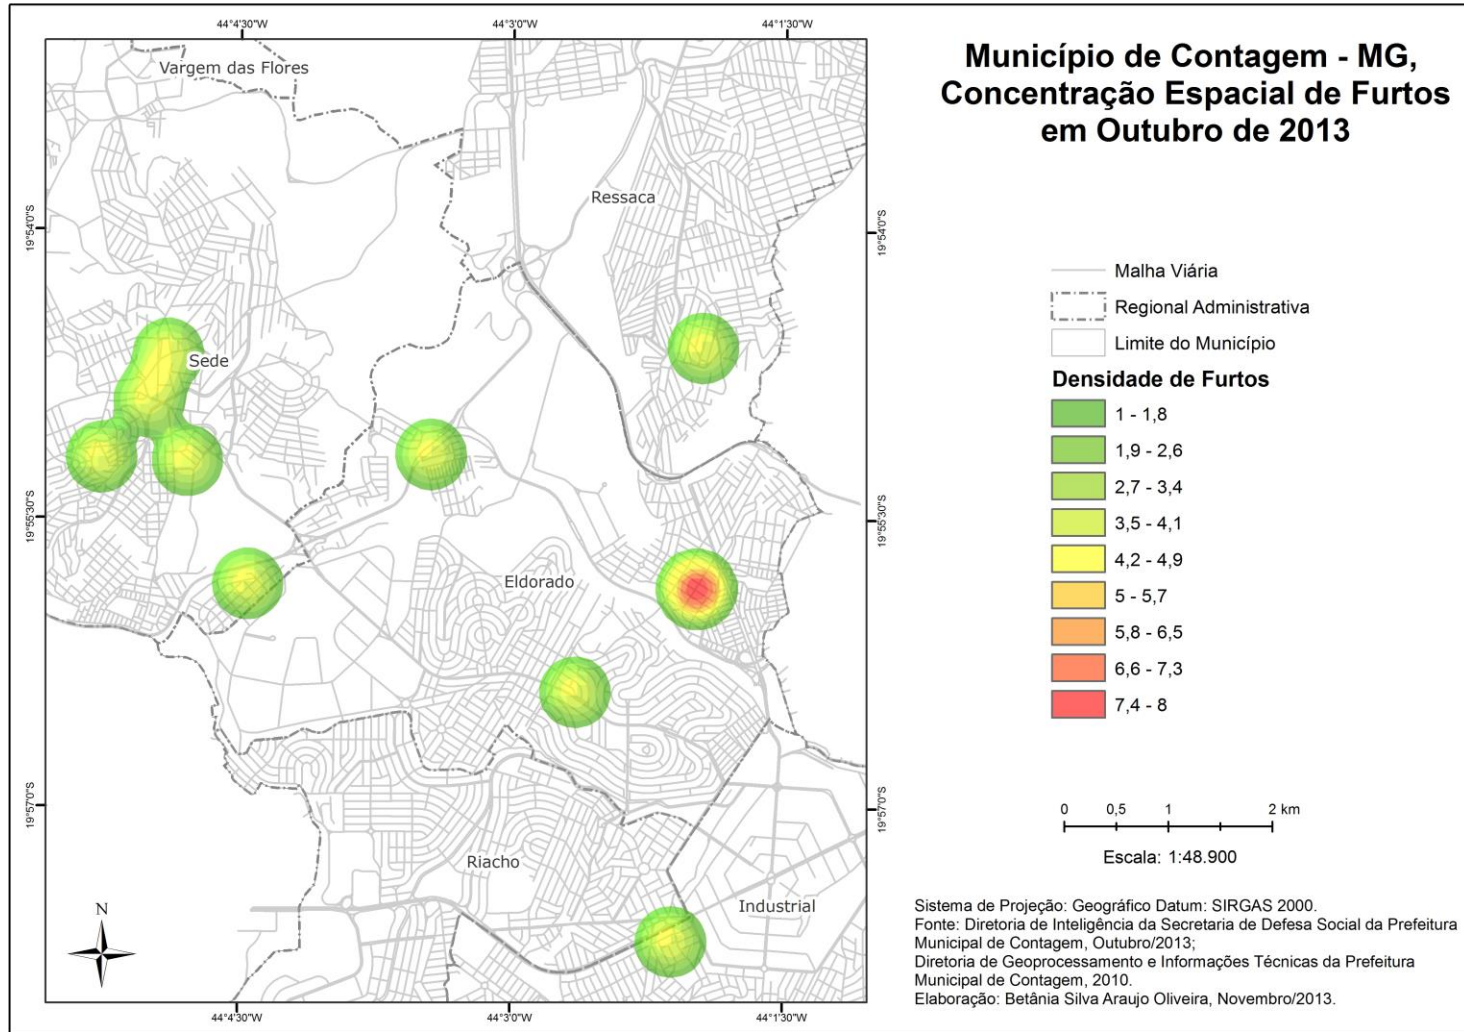 Município de Contagem - MG,
Concentração Espacial de Furtos
em Outubro de 2013
44°4'30"W
44°3'0"W
44°1'30"W
Vargem das Flores
Ressaca
19°54'0"S
19°54'0"S
Sede
19°55'30"S
19°55'30"S
Eldorado
19°57'0"S
19°57'0"S
Riacho
Industrial
N
44°4'30"W
44°3'0"W
44°1'30"W
Malha Viária
Regional Administrativa
Limite do Município
Densidade de Furtos
1 - 1,8
1,9 - 2,6
2,7 - 3,4
3,5 - 4,1
4,2 - 4,9
5 - 5,7
5,8 - 6,5
6,6 - 7,3
7,4 - 8
0 0,5 1 2 km
Escala: 1:48.900
Sistema de Projeção: Geográfico Datum: SIRGAS 2000.
Fonte: Diretoria de Inteligência da Secretaria de Defesa Social da Prefeitura
Municipal de Contagem, Outubro/2013;
Diretoria de Geoprocessamento e Informações Técnicas da Prefeitura
Municipal de Contagem, 2010.
Elaboração: Betânia Silva Araujo Oliveira, Novembro/2013.